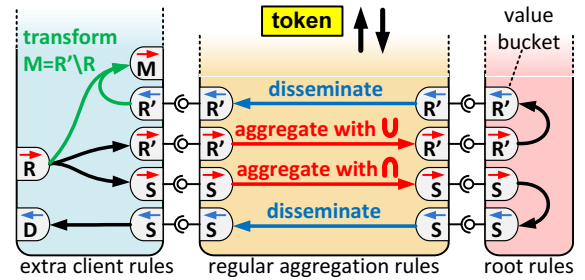 token
value
bucket
transform
M=R'\R
M
disseminate
R' R' R' R'
aggregate with ∪
R' R' R' R'
R
aggregate with ∩
S S S S
disseminate
D S S S S
extra client rules
regular aggregation rules
root rules